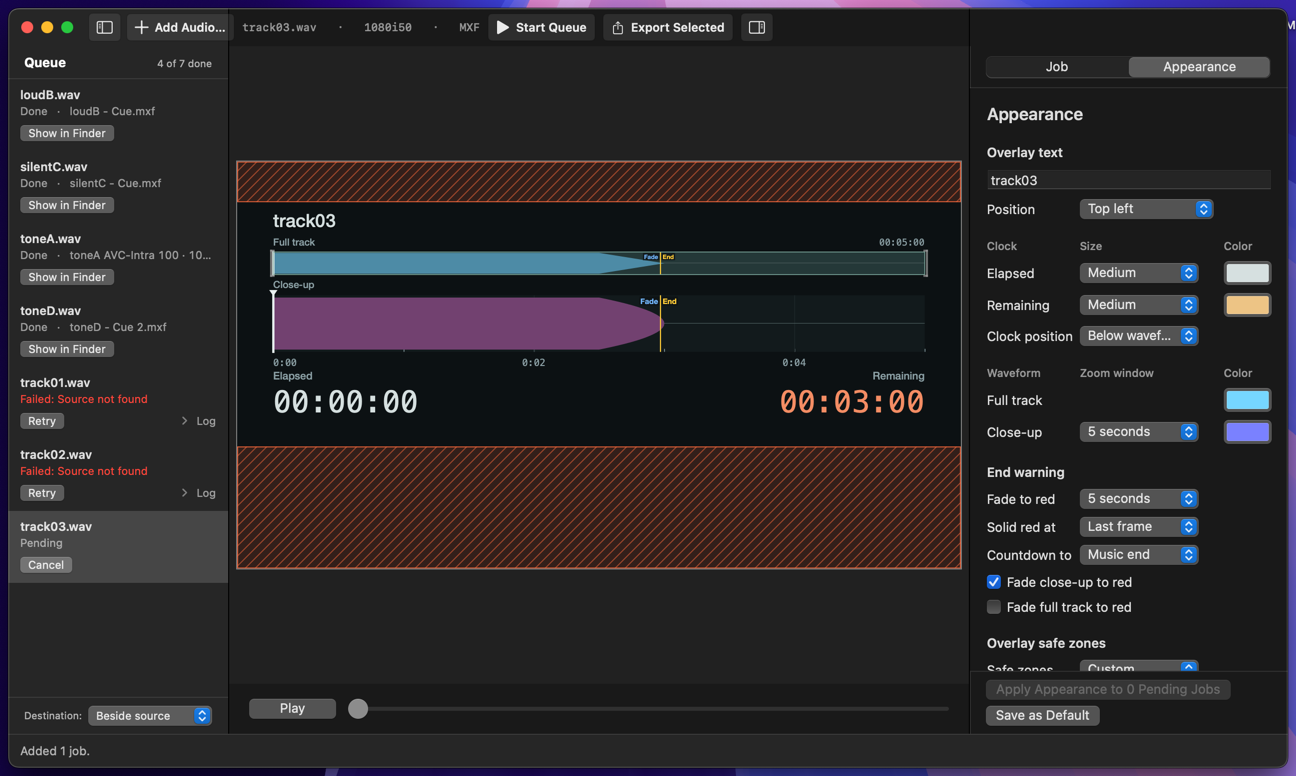 Add Audio...
track03.wav · 1080i50 · MXF
Start Queue
Export Selected
Queue
4 of 7 done
loudB.wav
Done · loudB - Cue.mxf
Show in Finder
silentC.wav
Done · silentC - Cue.mxf
Show in Finder
toneA.wav
Done · toneA AVC-Intra 100 · 10...
Show in Finder
toneD.wav
Done · toneD - Cue 2.mxf
Show in Finder
track01.wav
Failed: Source not found
Retry
Log
track02.wav
Failed: Source not found
Retry
Log
track03.wav
Pending
Cancel
Destination: Beside source
Added 1 job.
track03
Full track 00:05:00
Fade End
Close-up
Fade End
0:00 0:02 0:04
Elapsed Remaining
00:00:00 00:03:00
Play
Job Appearance
Appearance
Overlay text
track03
Position Top left
Clock Size Color
Elapsed Medium
Remaining Medium
Clock position Below wavef...
Waveform Zoom window Color
Full track
Close-up 5 seconds
End warning
Fade to red 5 seconds
Solid red at Last frame
Countdown to Music end
Fade close-up to red
Fade full track to red
Overlay safe zones
Safe zones Custom
Apply Appearance to 0 Pending Jobs
Save as Default